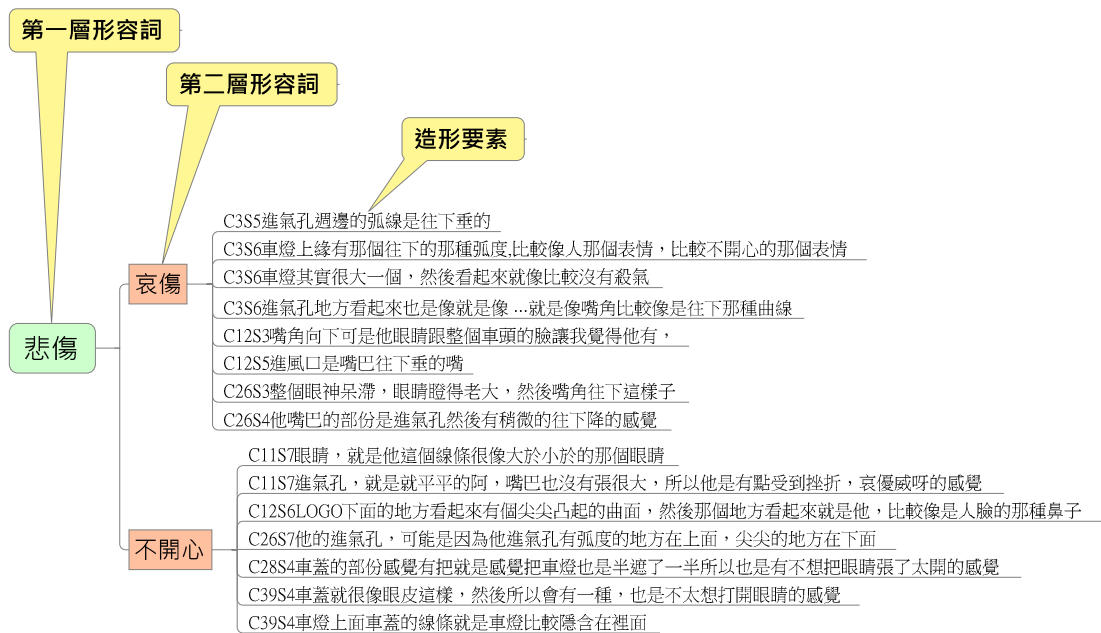 第一層形容詞
第二層形容詞
造形要素
C3S5進氣孔週邊的弧線是往下垂的
C3S6車燈上緣有那個往下的那種弧度,比較像人那個表情，比較不開心的那個表情
C3S6車燈其實很大一個，然後看起來就像比較沒有殺氣
哀傷
C3S6進氣孔地方看起來也是像就是像 ...就是像嘴角比較像是往下那種曲線
C12S3嘴角向下可是他眼睛跟整個車頭的臉讓我覺得他有，
悲傷
C12S5進風口是嘴巴往下垂的嘴
C26S3整個眼神呆滯，眼睛瞪得老大，然後嘴角往下這樣子
C26S4他嘴巴的部份是進氣孔然後有稍微的往下降的感覺
C11S7眼睛，就是他這個線條很像大於小於的那個眼睛
C11S7進氣孔，就是就平平的阿，嘴巴也沒有張很大，所以他是有點受到挫折，哀優威呀的感覺
C12S6LOGO下面的地方看起來有個尖尖凸起的曲面，然後那個地方看起來就是他，比較像是人臉的那種鼻子
不開心
C26S7他的進氣孔，可能是因為他進氣孔有弧度的地方在上面，尖尖的地方在下面
C28S4車蓋的部份感覺有把就是感覺把車燈也是半遮了一半所以也是有不想把眼睛張了太開的感覺
C39S4車蓋就很像眼皮這樣，然後所以會有一種，也是不太想打開眼睛的感覺
C39S4車燈上面車蓋的線條就是車燈比較隱含在裡面